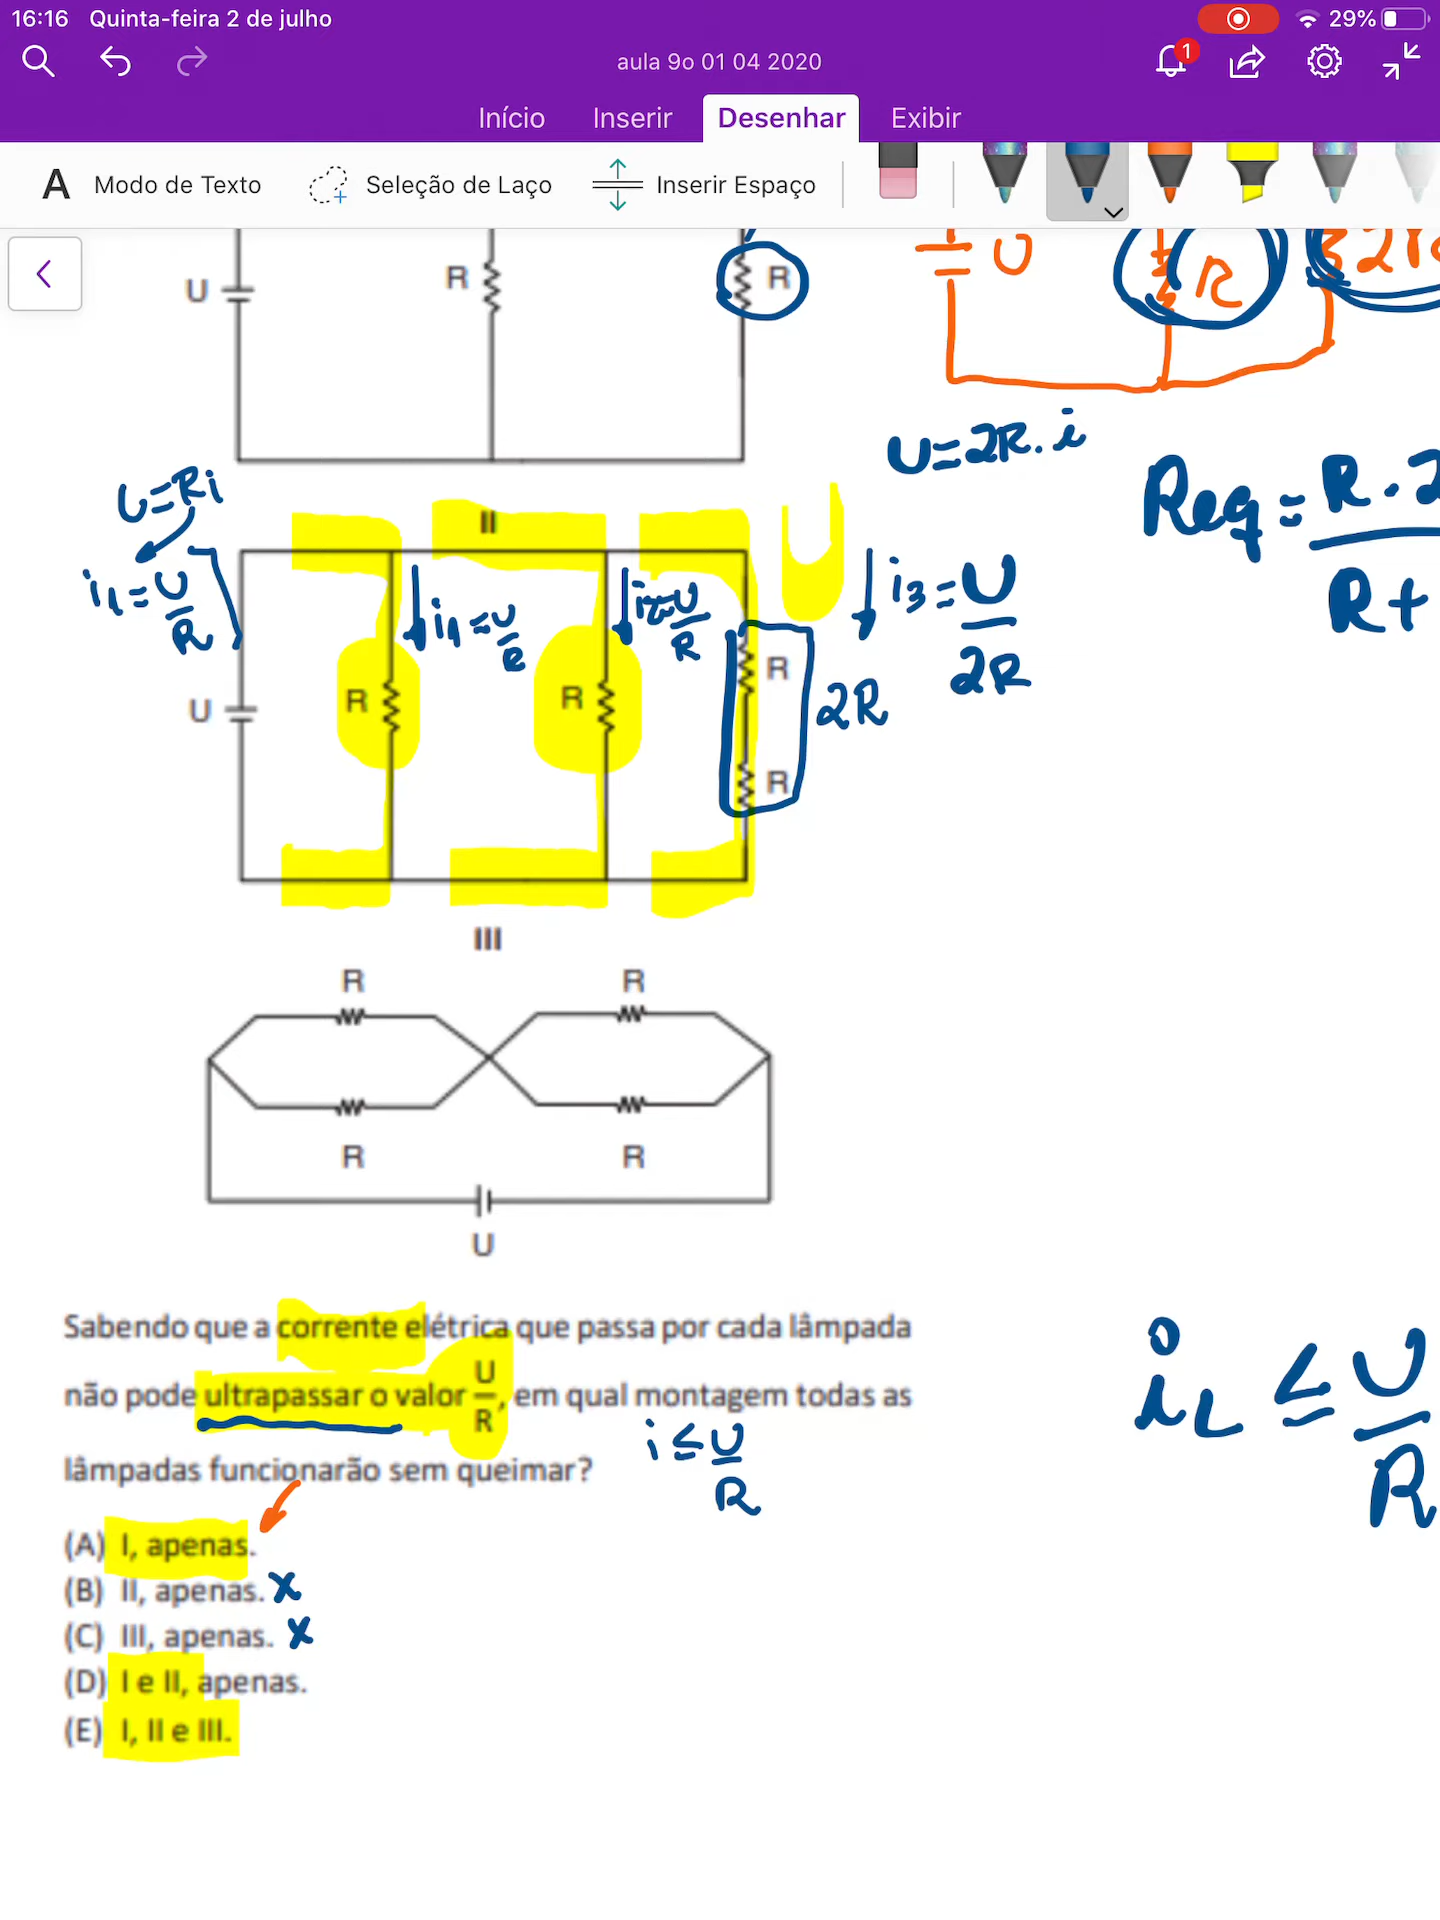 16:16 Quinta-feira 2 de julho
29%
1
aula 9o 01 04 2020
Início Inserir Desenhar Exibir
A Modo de Texto Seleção de Laço Inserir Espaço
U R R
U R
U=2R.i
U=Ri
Req = R.2
R+
II
U
i1=U/R
i1=U/R
i2=U/R
i3=U/2R
U R R R 2R
R
III
R R
R R
U
Sabendo que a corrente elétrica que passa por cada lâmpada
não pode ultrapassar o valor U/R, em qual montagem todas as
lâmpadas funcionarão sem queimar?
i≤U/R
iL ≤ U/R
(A) I, apenas.
(B) II, apenas. X
(C) III, apenas. X
(D) I e II, apenas.
(E) I, II e III.